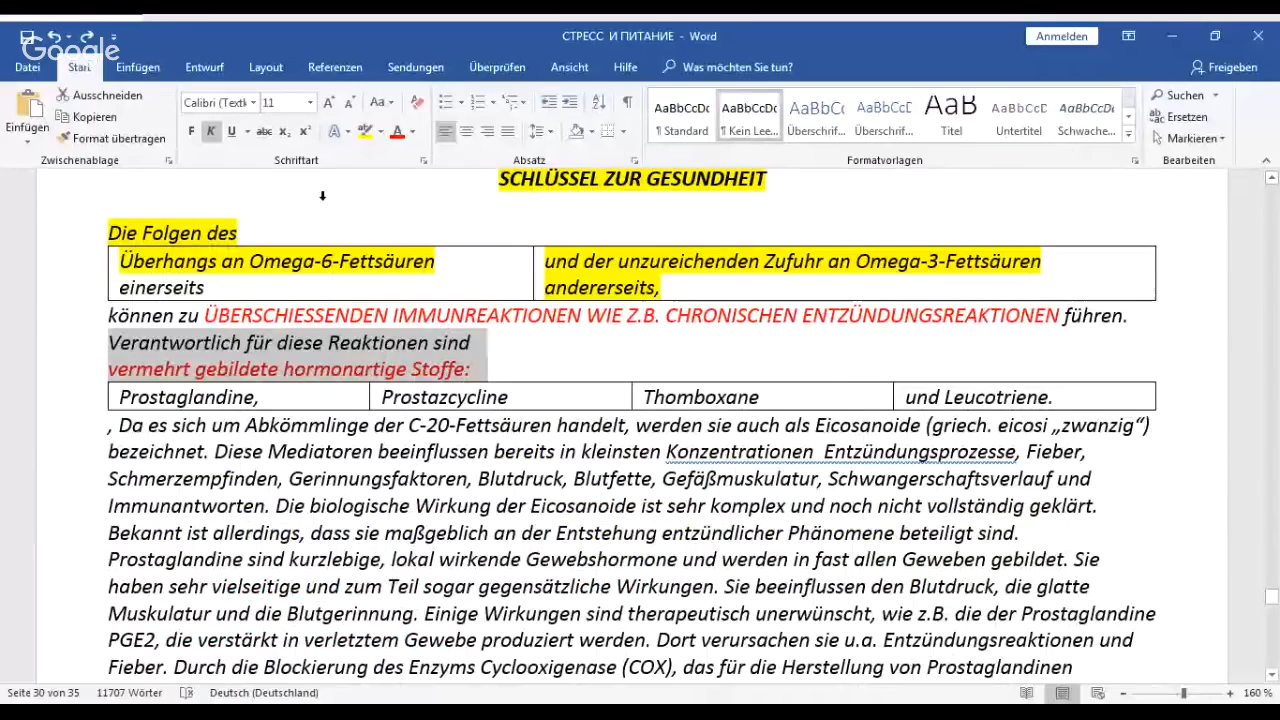 СТРЕСС И ПИТАНИЕ - Word
Anmelden
Google
Datei Start Einfügen Entwurf Layout Referenzen Sendungen Überprüfen Ansicht Hilfe Was möchten Sie tun? Freigeben
Einfügen
Ausschneiden
Kopieren
Format übertragen
Zwischenablage
Calibri (Textk 11
F K U abc x₂ x²
Schriftart
Absatz
AaBbCcDc AaBbCcDc AaBbCc AaBbCcC AaB AaBbCcC AaBbCcDc
¶ Standard ¶ Kein Lee... Überschrif... Überschrif... Titel Untertitel Schwache...
Formatvorlagen
Suchen
Ersetzen
Markieren
Bearbeiten
SCHLÜSSEL ZUR GESUNDHEIT
Die Folgen des
Überhangs an Omega-6-Fettsäuren
einerseits
und der unzureichenden Zufuhr an Omega-3-Fettsäuren
andererseits,
können zu ÜBERSCHIESSENDEN IMMUNREAKTIONEN WIE Z.B. CHRONISCHEN ENTZÜNDUNGSREAKTIONEN führen.
Verantwortlich für diese Reaktionen sind
vermehrt gebildete hormonartige Stoffe:
Prostaglandine, Prostazcycline Thomboxane und Leucotriene.
, Da es sich um Abkömmlinge der C-20-Fettsäuren handelt, werden sie auch als Eicosanoide (griech. eicosi „zwanzig“)
bezeichnet. Diese Mediatoren beeinflussen bereits in kleinsten Konzentrationen Entzündungsprozesse, Fieber,
Schmerzempfinden, Gerinnungsfaktoren, Blutdruck, Blutfette, Gefäßmuskulatur, Schwangerschaftsverlauf und
Immunantworten. Die biologische Wirkung der Eicosanoide ist sehr komplex und noch nicht vollständig geklärt.
Bekannt ist allerdings, dass sie maßgeblich an der Entstehung entzündlicher Phänomene beteiligt sind.
Prostaglandine sind kurzlebige, lokal wirkende Gewebshormone und werden in fast allen Geweben gebildet. Sie
haben sehr vielseitige und zum Teil sogar gegensätzliche Wirkungen. Sie beeinflussen den Blutdruck, die glatte
Muskulatur und die Blutgerinnung. Einige Wirkungen sind therapeutisch unerwünscht, wie z.B. die der Prostaglandine
PGE2, die verstärkt in verletztem Gewebe produziert werden. Dort verursachen sie u.a. Entzündungsreaktionen und
Fieber. Durch die Blockierung des Enzyms Cyclooxigenase (COX), das für die Herstellung von Prostaglandinen
Seite 30 von 35 11707 Wörter Deutsch (Deutschland) 160 %